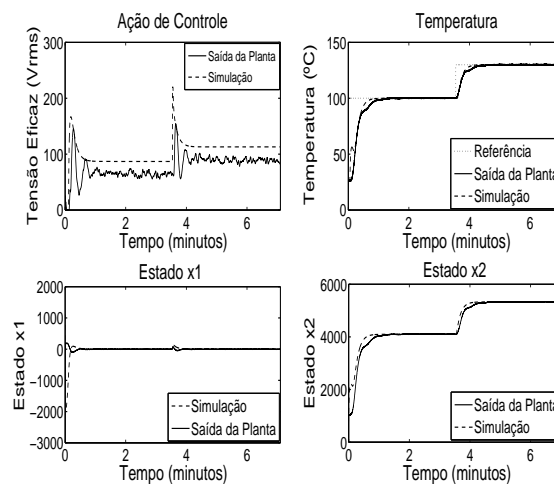 Ação de Controle
Tensão Eficaz (Vrms)
300
200
100
0
0 2 4 6
Tempo (minutos)
Saída da Planta
Simulação
Temperatura
Temperatura (ºC)
150
100
50
0
0 2 4 6
Tempo (minutos)
Referência
Saída da Planta
Simulação
Estado x1
Estado x1
2000
1000
0
-1000
-2000
-3000
0 2 4 6
Tempo (minutos)
Simulação
Saída da Planta
Estado x2
Estado x2
6000
4000
2000
0
0 2 4 6
Tempo (minutos)
Saída da Planta
Simulação